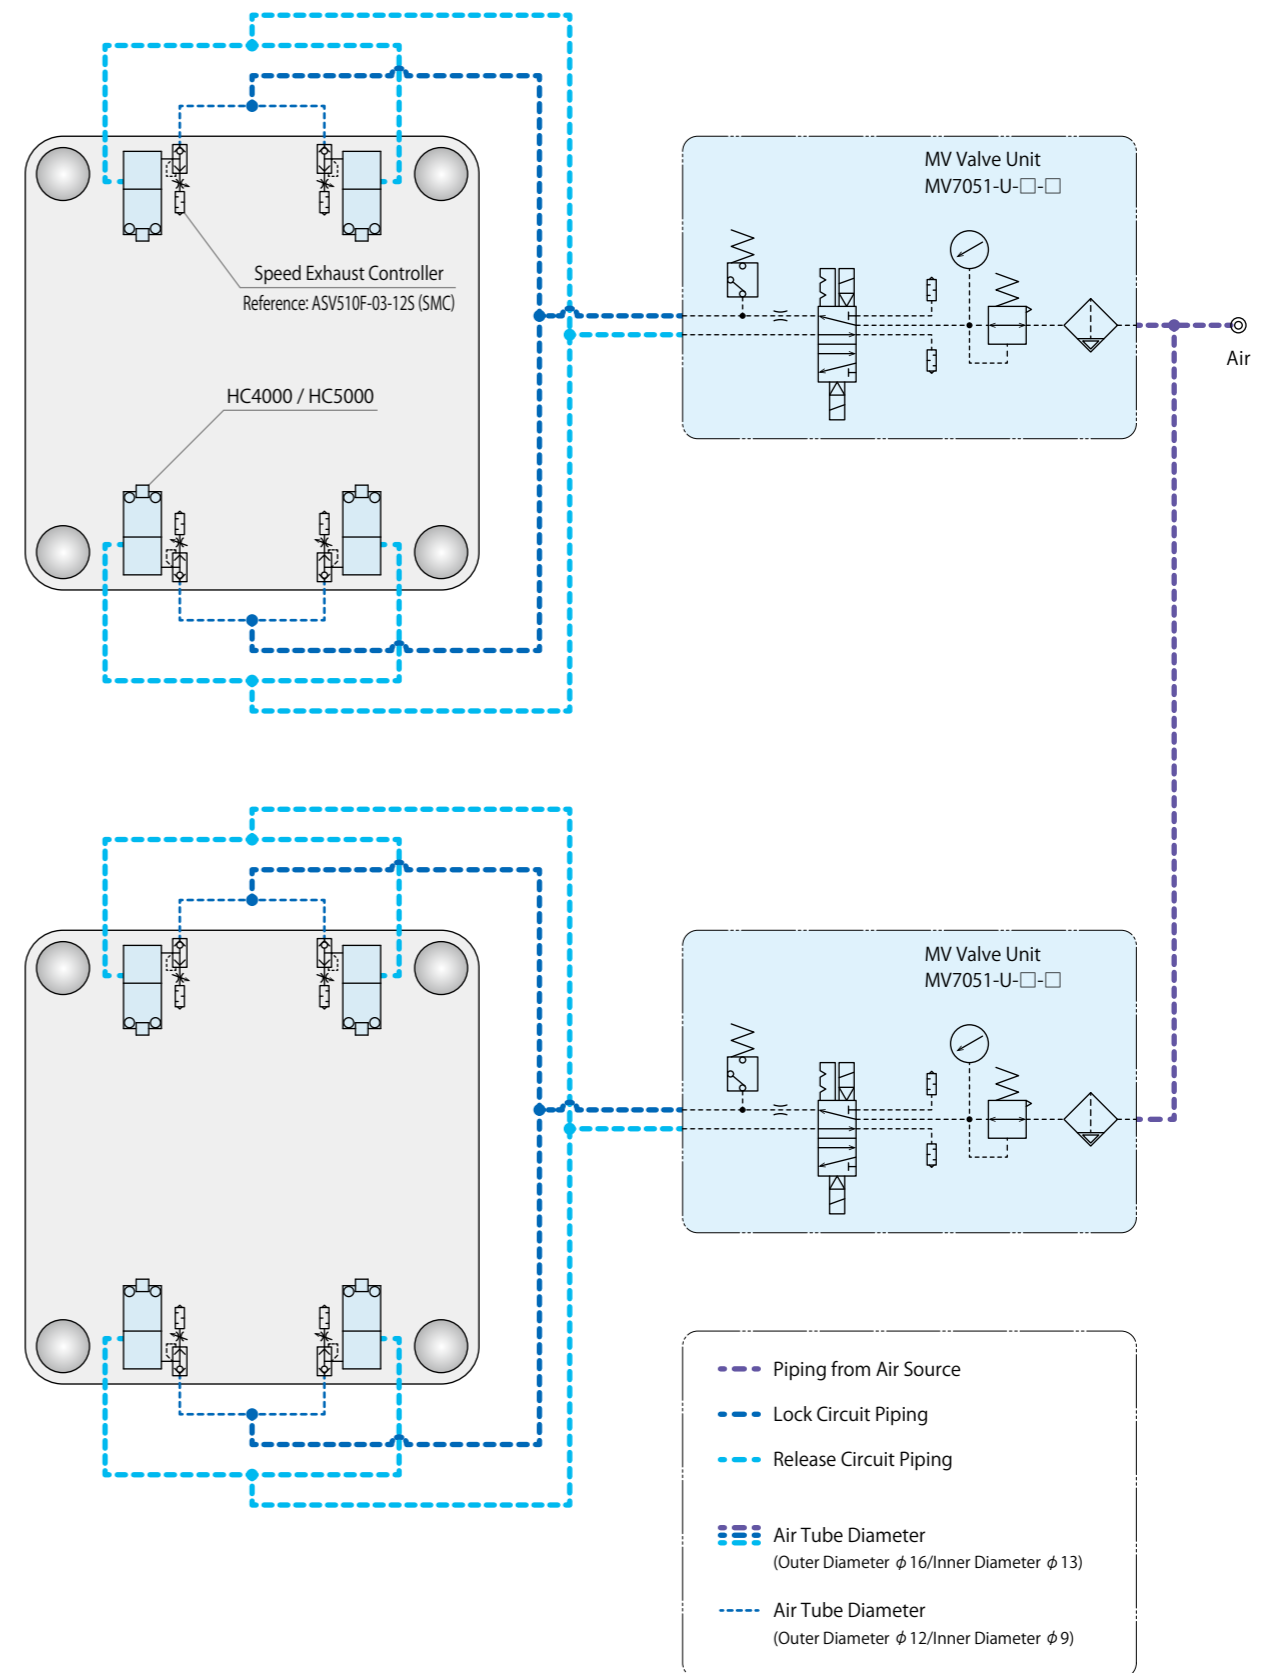 MV Valve Unit
MV7051-U-□-□
Speed Exhaust Controller
Reference: ASV510F-03-12S (SMC)
Air
HC4000 / HC5000
MV Valve Unit
MV7051-U-□-□
Piping from Air Source
Lock Circuit Piping
Release Circuit Piping
Air Tube Diameter
(Outer Diameter φ16/Inner Diameter φ13)
Air Tube Diameter
(Outer Diameter φ12/Inner Diameter φ9)